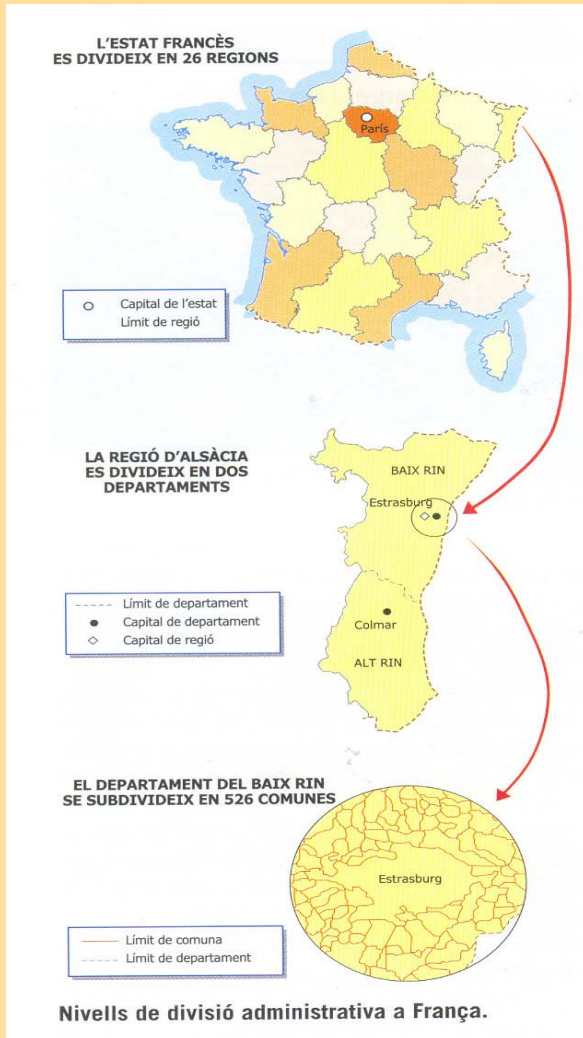 L'ESTAT FRANCÈS
ES DIVIDEIX EN 26 REGIONS
París
Capital de l'estat
Límit de regió
LA REGIÓ D'ALSÀCIA
ES DIVIDEIX EN DOS
DEPARTAMENTS
BAIX RIN
Estrasburg
Límit de departament
Capital de departament
Capital de regió
Colmar
ALT RIN
EL DEPARTAMENT DEL BAIX RIN
SE SUBDIVIDEIX EN 526 COMUNES
Estrasburg
Límit de comuna
Límit de departament
Nivells de divisió administrativa a França.